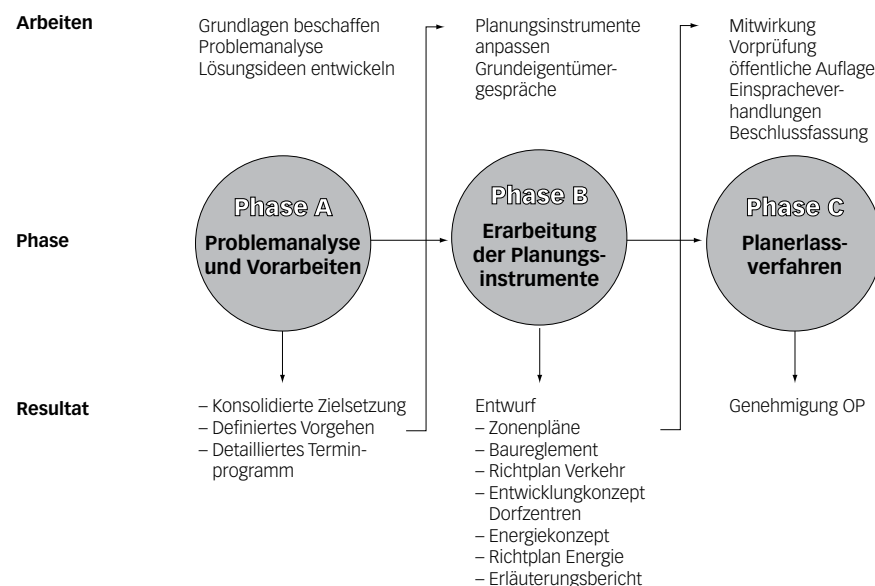 Arbeiten
Grundlagen beschaffen
Problemanalyse
Lösungsideen entwickeln
Planungsinstrumente
anpassen
Grundeigentümer-
gespräche
Mitwirkung
Vorprüfung
öffentliche Auflage
Einsprachever-
handlungen
Beschlussfassung
Phase
Phase A
Problemanalyse
und Vorarbeiten
Phase B
Erarbeitung
der Planungs-
instrumente
Phase C
Planerlass-
verfahren
Resultat
– Konsolidierte Zielsetzung
– Definiertes Vorgehen
– Detailliertes Termin-
programm
Entwurf
– Zonenpläne
– Baureglement
– Richtplan Verkehr
– Entwicklungkonzept
Dorfzentren
– Energiekonzept
– Richtplan Energie
– Erläuterungsbericht
Genehmigung OP